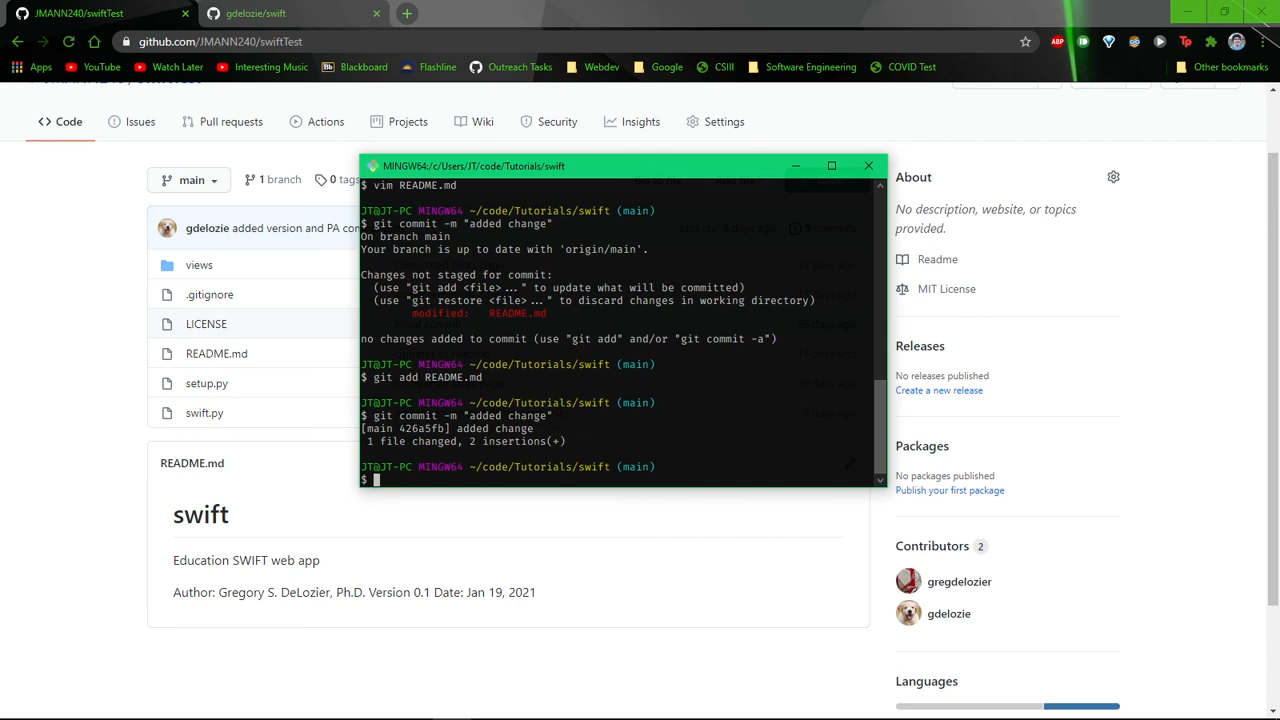 JMANN240/swiftTest
gdelozie/swift
github.com/JMANN240/swiftTest
ABP
Tp
Apps
YouTube
Watch Later
Interesting Music
Bb
Blackboard
Flashline
Outreach Tasks
Webdev
Google
CSIII
Software Engineering
COVID Test
Other bookmarks
<> Code
Issues
Pull requests
Actions
Projects
Wiki
Security
Insights
Settings
main
1 branch
0 tags
gdelozie added version and PA con
views
.gitignore
LICENSE
README.md
setup.py
swift.py
MINGW64:/c/Users/JT/code/Tutorials/swift
$ vim README.md
JT@JT-PC MINGW64 ~/code/Tutorials/swift (main)
$ git commit -m "added change"
On branch main
Your branch is up to date with 'origin/main'.
Changes not staged for commit:
(use "git add <file>..." to update what will be committed)
(use "git restore <file>..." to discard changes in working directory)
modified: README.md
no changes added to commit (use "git add" and/or "git commit -a")
JT@JT-PC MINGW64 ~/code/Tutorials/swift (main)
$ git add README.md
JT@JT-PC MINGW64 ~/code/Tutorials/swift (main)
$ git commit -m "added change"
[main 426a5fb] added change
1 file changed, 2 insertions(+)
JT@JT-PC MINGW64 ~/code/Tutorials/swift (main)
$
README.md
swift
Education SWIFT web app
Author: Gregory S. DeLozier, Ph.D. Version 0.1 Date: Jan 19, 2021
About
No description, website, or topics
provided.
Readme
MIT License
Releases
No releases published
Create a new release
Packages
No packages published
Publish your first package
Contributors 2
gregdelozier
gdelozie
Languages